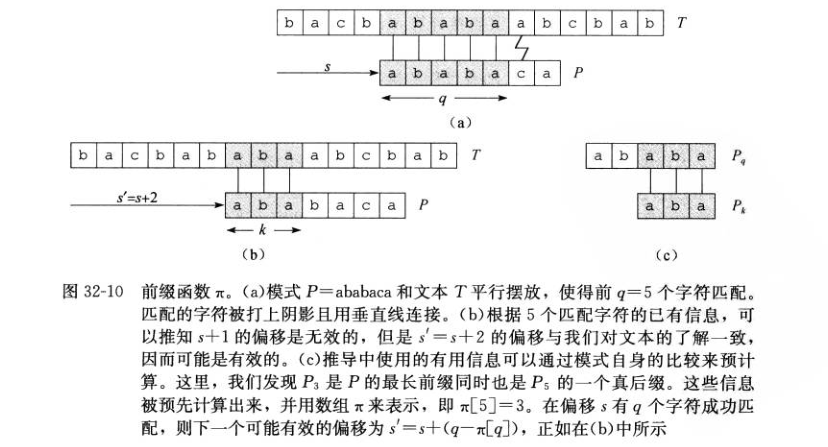 b a c b a b a b a a b c b a b T
s
a b a b a c a P
q
(a)
b a c b a b a b a a b c b a b T
s′=s+2
a b a b a c a P
k
(b)
a b a b a Pq
a b a Pk
(c)
图 32-10 前缀函数 π。(a)模式 P=ababaca 和文本 T 平行摆放，使得前 q=5 个字符匹配。
匹配的字符被打上阴影且用垂直线连接。(b)根据 5 个匹配字符的已有信息，可
以推知 s+1 的偏移是无效的，但是 s′=s+2 的偏移与我们对文本的了解一致，
因而可能是有效的。(c)推导中使用的有用信息可以通过模式自身的比较来预计
算。这里，我们发现 P₃ 是 P 的最长前缀同时也是 P₅ 的一个真后缀。这些信息
被预先计算出来，并用数组 π 来表示，即 π[5]=3。在偏移 s 有 q 个字符成功匹
配，则下一个可能有效的偏移为 s′=s+(q−π[q])，正如在(b)中所示